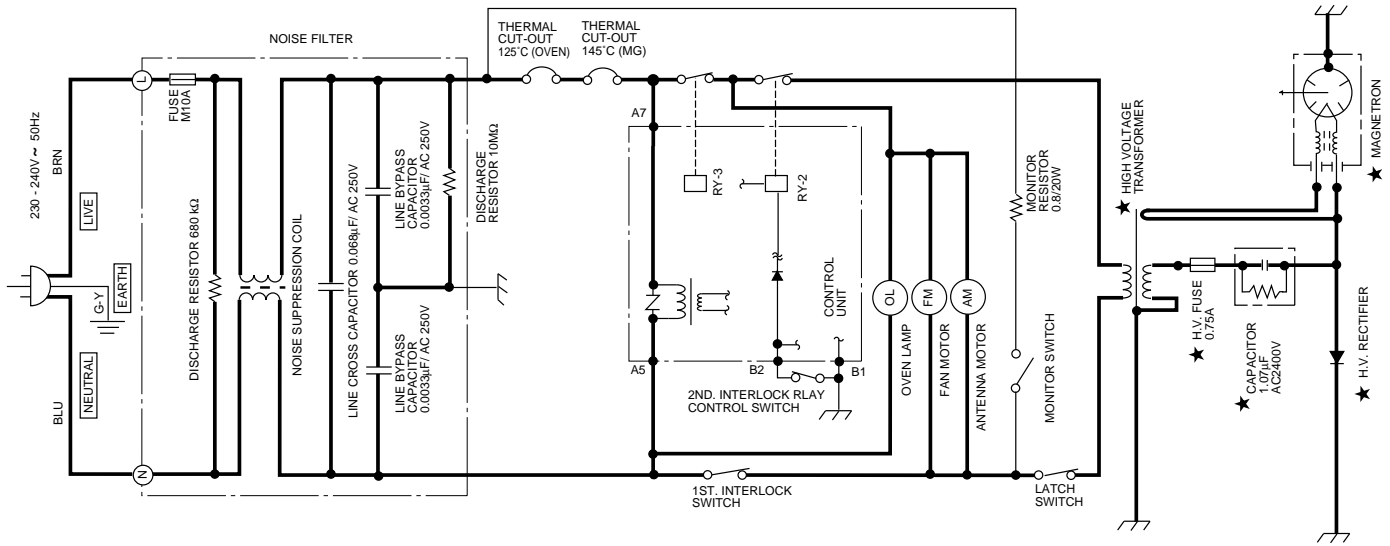 230 - 240V ~ 50Hz
BRN
LIVE
G-Y
EARTH
NEUTRAL
BLU
L
N
NOISE FILTER
FUSE
M10A
DISCHARGE RESISTOR 680 kΩ
NOISE SUPPRESSION COIL
LINE CROSS CAPACITOR 0.068µF/ AC 250V
LINE BYPASS
CAPACITOR
0.0033µF/ AC 250V
LINE BYPASS
CAPACITOR
0.0033µF/ AC 250V
DISCHARGE
RESISTOR 10MΩ
THERMAL
CUT-OUT
125˚C (OVEN)
THERMAL
CUT-OUT
145˚C (MG)
A7
RY-3
RY-2
CONTROL
UNIT
A5
B2
B1
2ND. INTERLOCK RLAY
CONTROL SWITCH
1ST. INTERLOCK
SWITCH
OL
FM
AM
OVEN LAMP
FAN MOTOR
ANTENNA MOTOR
MONITOR
RESISTOR
0.8/20W
MONITOR SWITCH
LATCH
SWITCH
★ HIGH VOLTAGE
TRANSFORMER
★ H.V. FUSE
0.75A
★ CAPACITOR
1.07µF
AC2400V
★ MAGNETRON
★ H.V. RECTIFIER